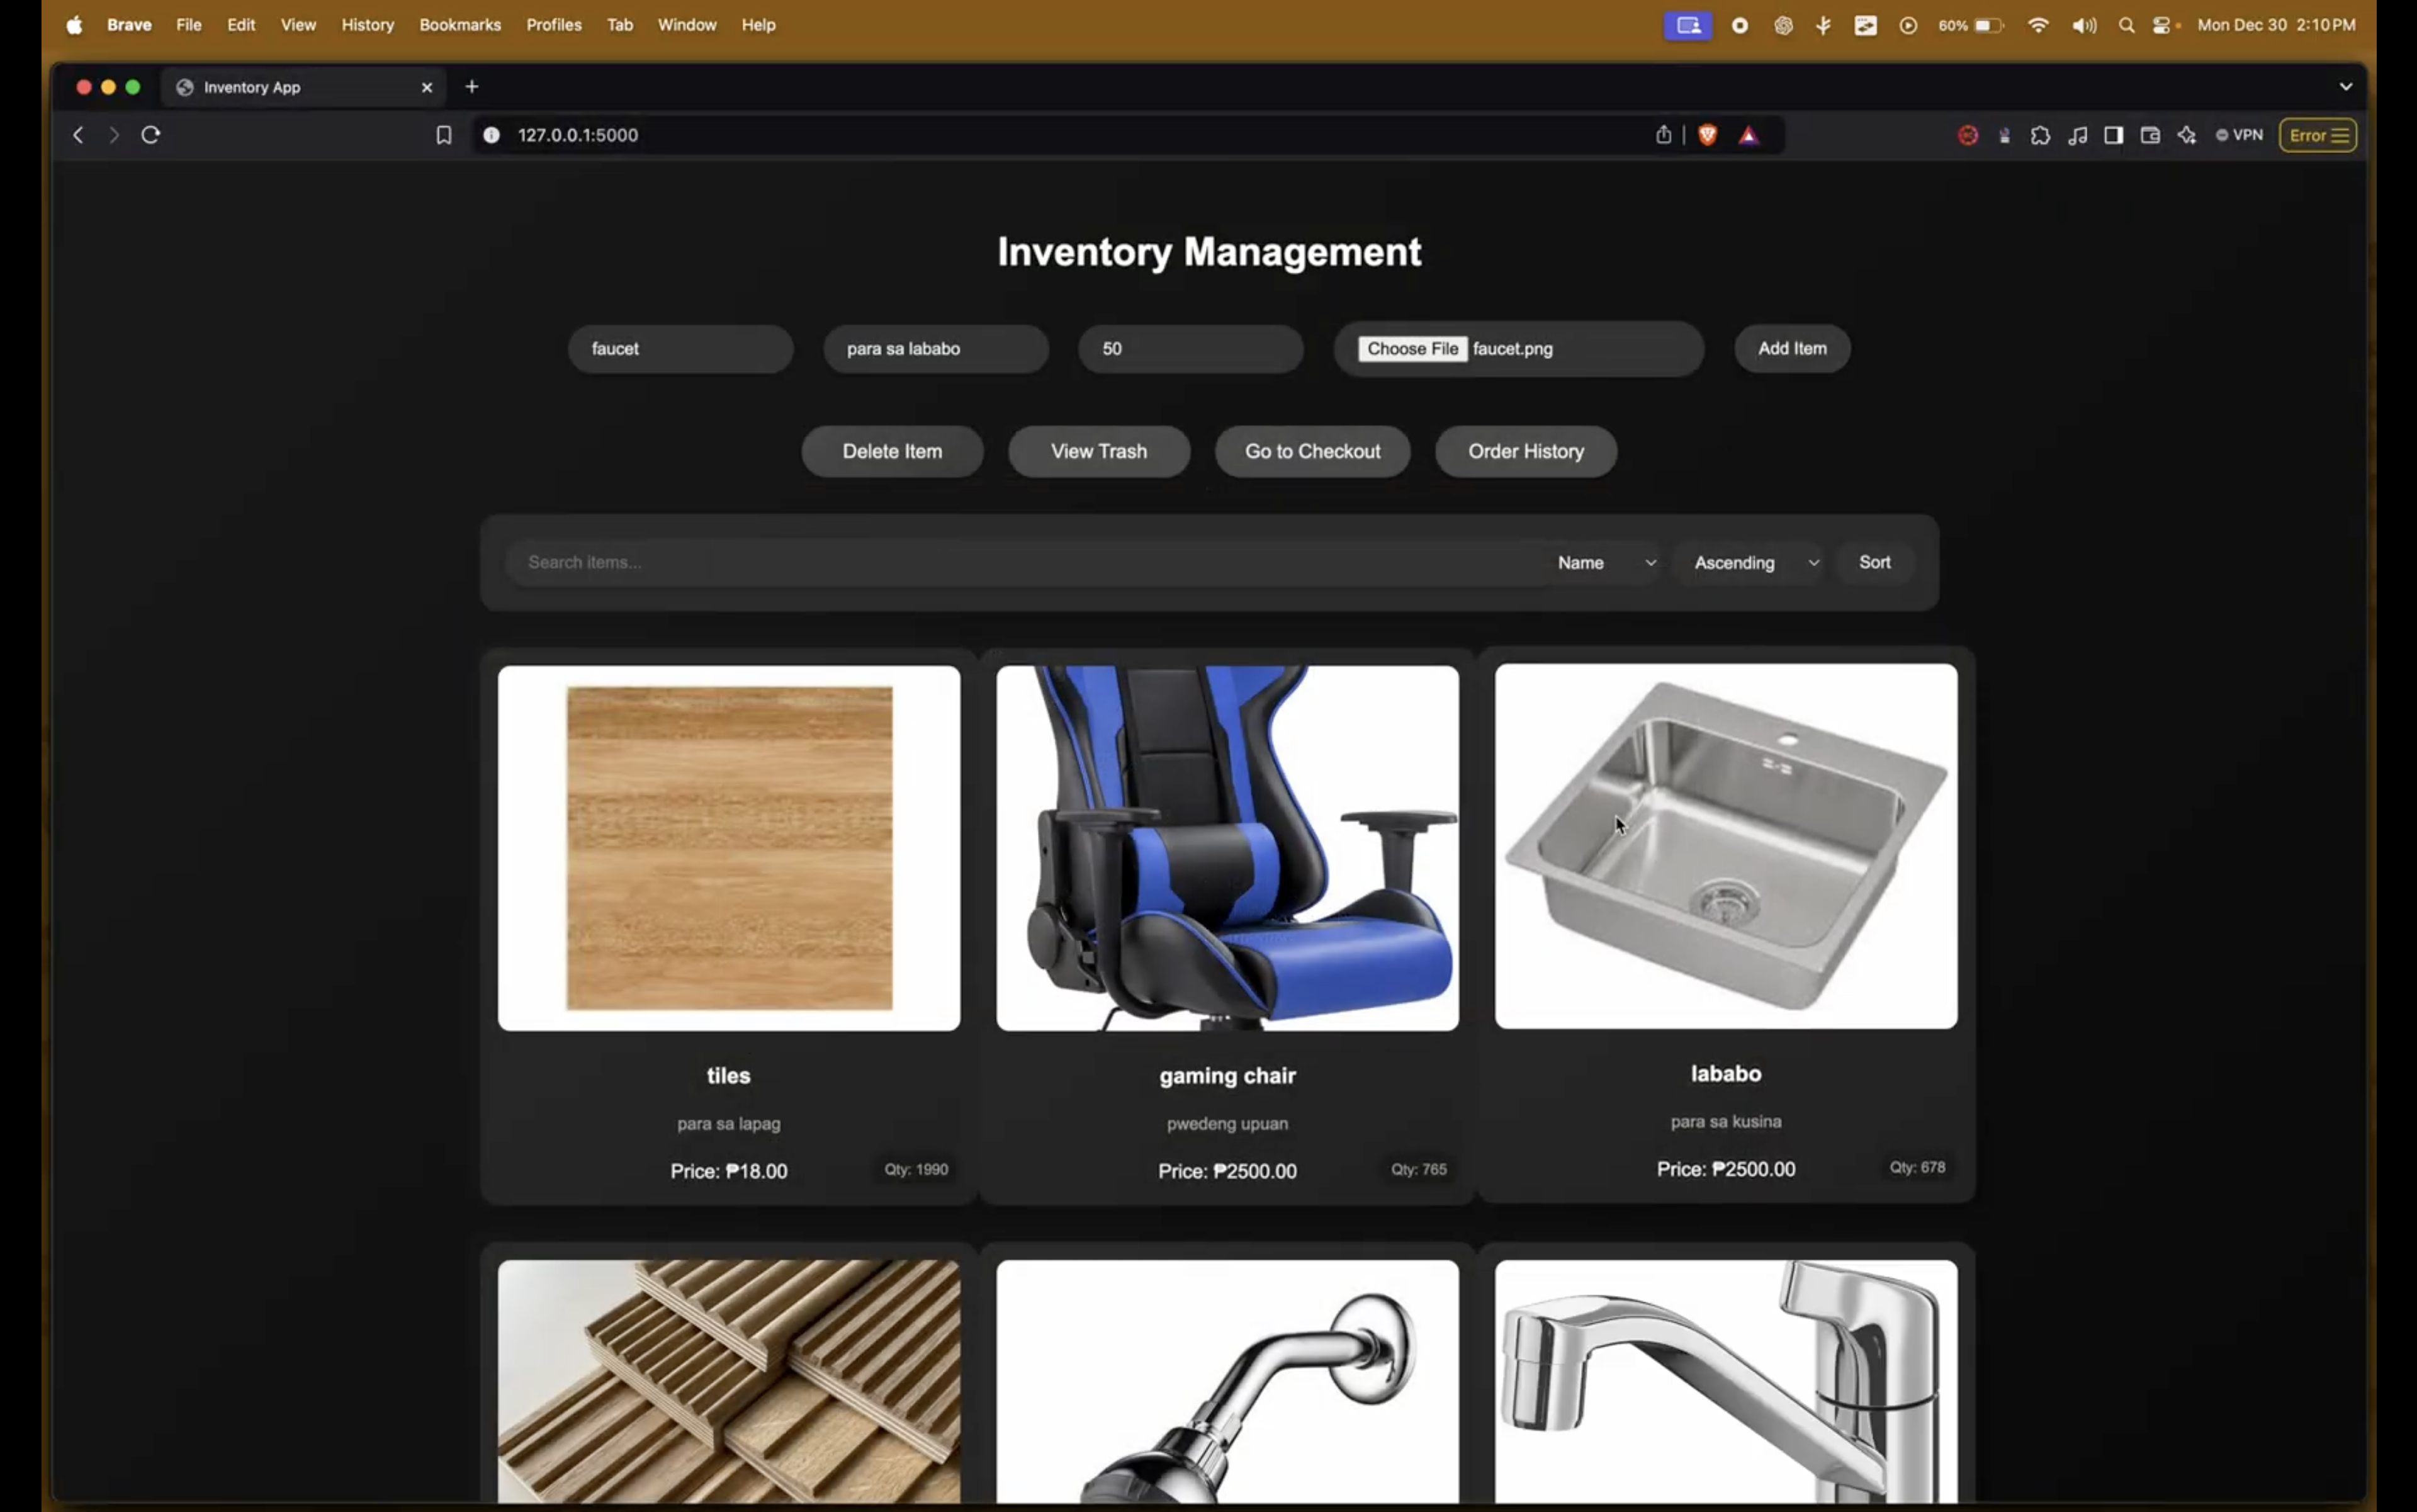 Brave File Edit View History Bookmarks Profiles Tab Window Help 60% Mon Dec 30 2:10 PM
Inventory App
127.0.0.1:5000 VPN Error
Inventory Management
faucet para sa lababo 50 Choose File faucet.png Add Item
Delete Item View Trash Go to Checkout Order History
Search items... Name Ascending Sort
tiles gaming chair lababo
para sa lapag pwedeng upuan para sa kusina
Price: ₱18.00 Qty: 1990 Price: ₱2500.00 Qty: 765 Price: ₱2500.00 Qty: 678